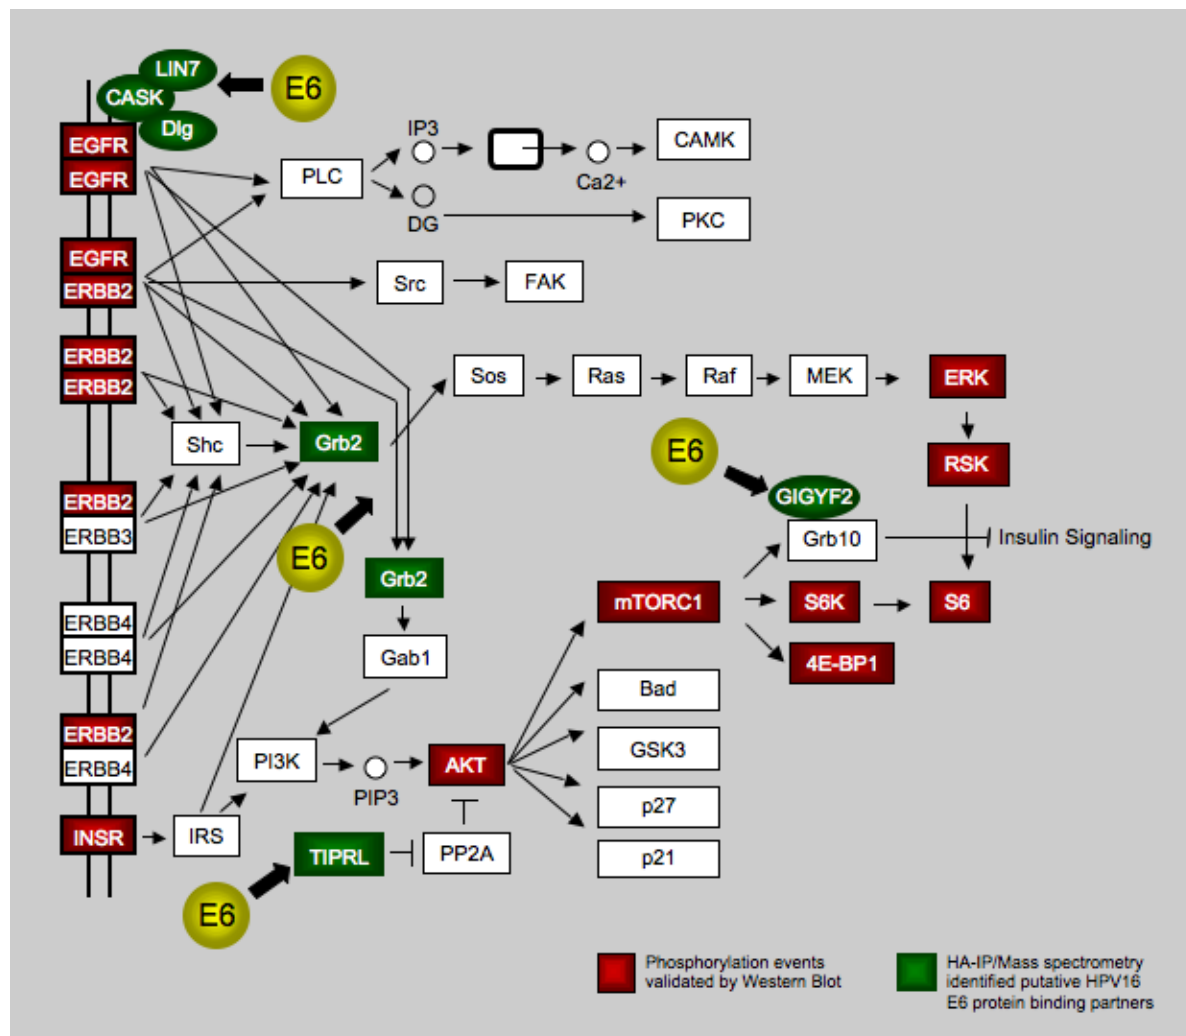 LIN7
E6
CASK
Dlg
EGFR
EGFR
IP3
PLC
CAMK
Ca2+
DG
PKC
EGFR
ERBB2
Src
FAK
ERBB2
ERBB2
Sos
Ras
Raf
MEK
ERK
Shc
Grb2
E6
RSK
ERBB2
ERBB3
GIGYF2
Grb10
Insulin Signaling
E6
Grb2
mTORC1
S6K
S6
ERBB4
ERBB4
Gab1
4E-BP1
Bad
ERBB2
ERBB4
PI3K
PIP3
AKT
GSK3
p27
INSR
IRS
TIPRL
PP2A
p21
E6
Phosphorylation events
validated by Western Blot
HA-IP/Mass spectrometry
identified putative HPV16
E6 protein binding partners